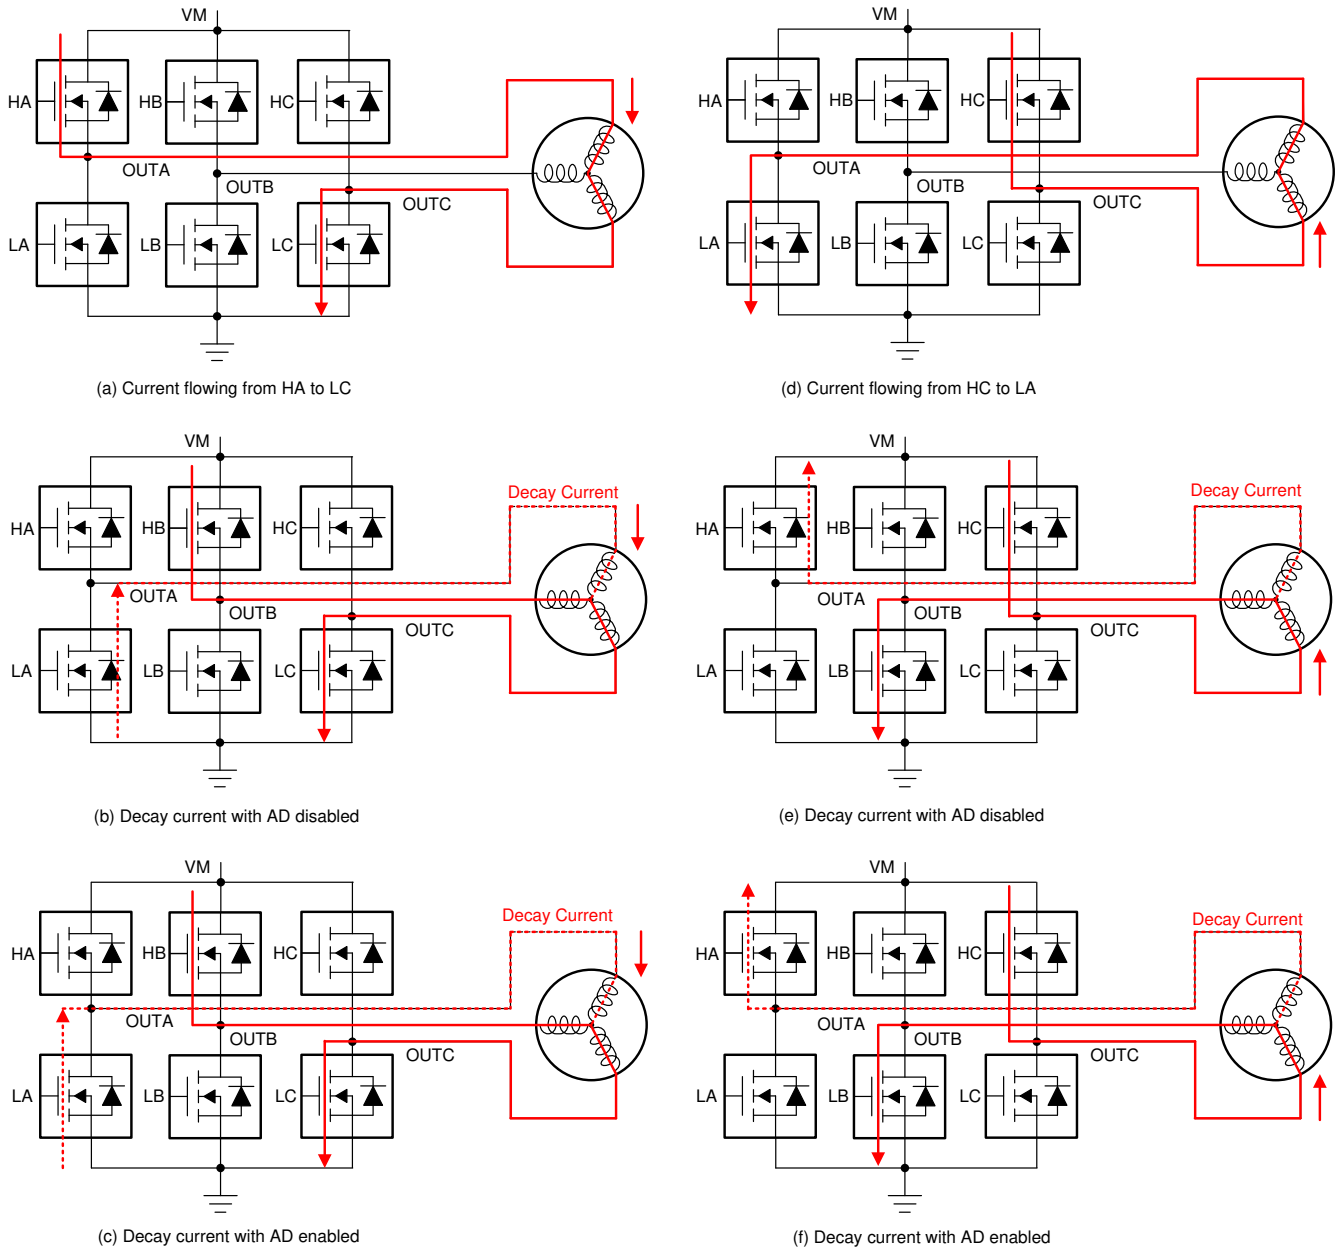 VM
HA
HB
HC
OUTA
OUTB
OUTC
LA
LB
LC
(a) Current flowing from HA to LC
VM
HA
HB
HC
OUTA
OUTB
OUTC
LA
LB
LC
(d) Current flowing from HC to LA
VM
Decay Current
HA
HB
HC
OUTA
OUTB
OUTC
LA
LB
LC
(b) Decay current with AD disabled
VM
Decay Current
HA
HB
HC
OUTA
OUTB
OUTC
LA
LB
LC
(e) Decay current with AD disabled
VM
Decay Current
HA
HB
HC
OUTA
OUTB
OUTC
LA
LB
LC
(c) Decay current with AD enabled
VM
Decay Current
HA
HB
HC
OUTA
OUTB
OUTC
LA
LB
LC
(f) Decay current with AD enabled